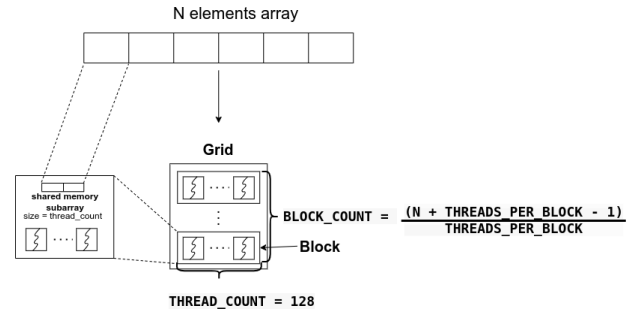 N elements array
Grid
shared memory
subarray
size = thread_count
BLOCK_COUNT = (N + THREADS_PER_BLOCK - 1)
THREADS_PER_BLOCK
Block
THREAD_COUNT = 128